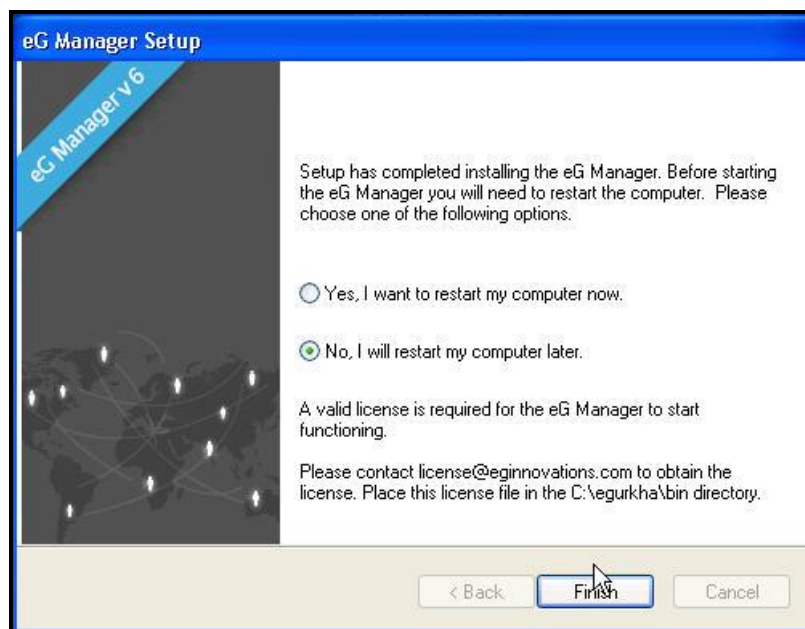 eG Manager Setup
eG Manager v 6
Setup has completed installing the eG Manager. Before starting
the eG Manager you will need to restart the computer. Please
choose one of the following options.
Yes, I want to restart my computer now.
No, I will restart my computer later.
A valid license is required for the eG Manager to start
functioning.
Please contact license@eginnovations.com to obtain the
license. Place this license file in the C:\egurkha\bin directory.
< Back
Finish
Cancel